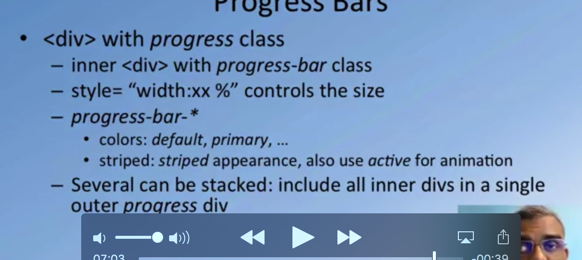 Progress Bars
• <div> with progress class
– inner <div> with progress-bar class
– style= “width:xx %” controls the size
– progress-bar-*
• colors: default, primary, ...
• striped: striped appearance, also use active for animation
– Several can be stacked: include all inner divs in a single
outer progress div
07:03 -00:39